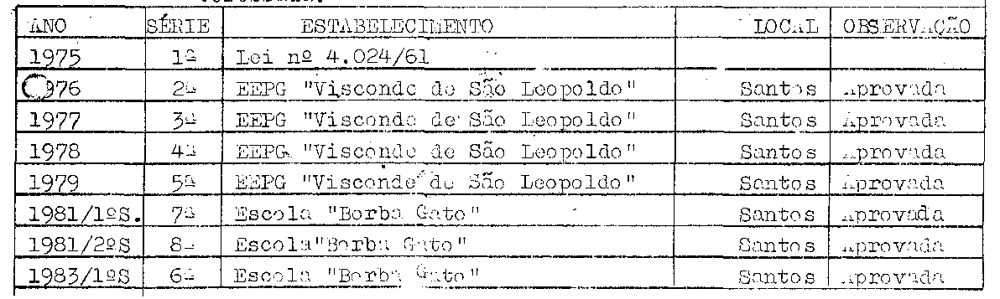 ANO SÉRIE ESTABELECIMENTO LOCAL OBSERVAÇÃO
1975 1ª Lei nº 4.024/61
1976 2ª EEPG "Visconde de São Leopoldo" Santos Aprovada
1977 3ª EEPG "Visconde de São Leopoldo" Santos Aprovada
1978 4ª EEPG "Visconde de São Leopoldo" Santos Aprovada
1979 5ª EEPG "Visconde de São Leopoldo" Santos Aprovada
1981/1ºS. 7ª Escola "Borba Gato" Santos Aprovada
1981/2ºS 8ª Escola"Borba Gato" Santos Aprovada
1983/1ºS 6ª Escola "Borba Gato" Santos Aprovada